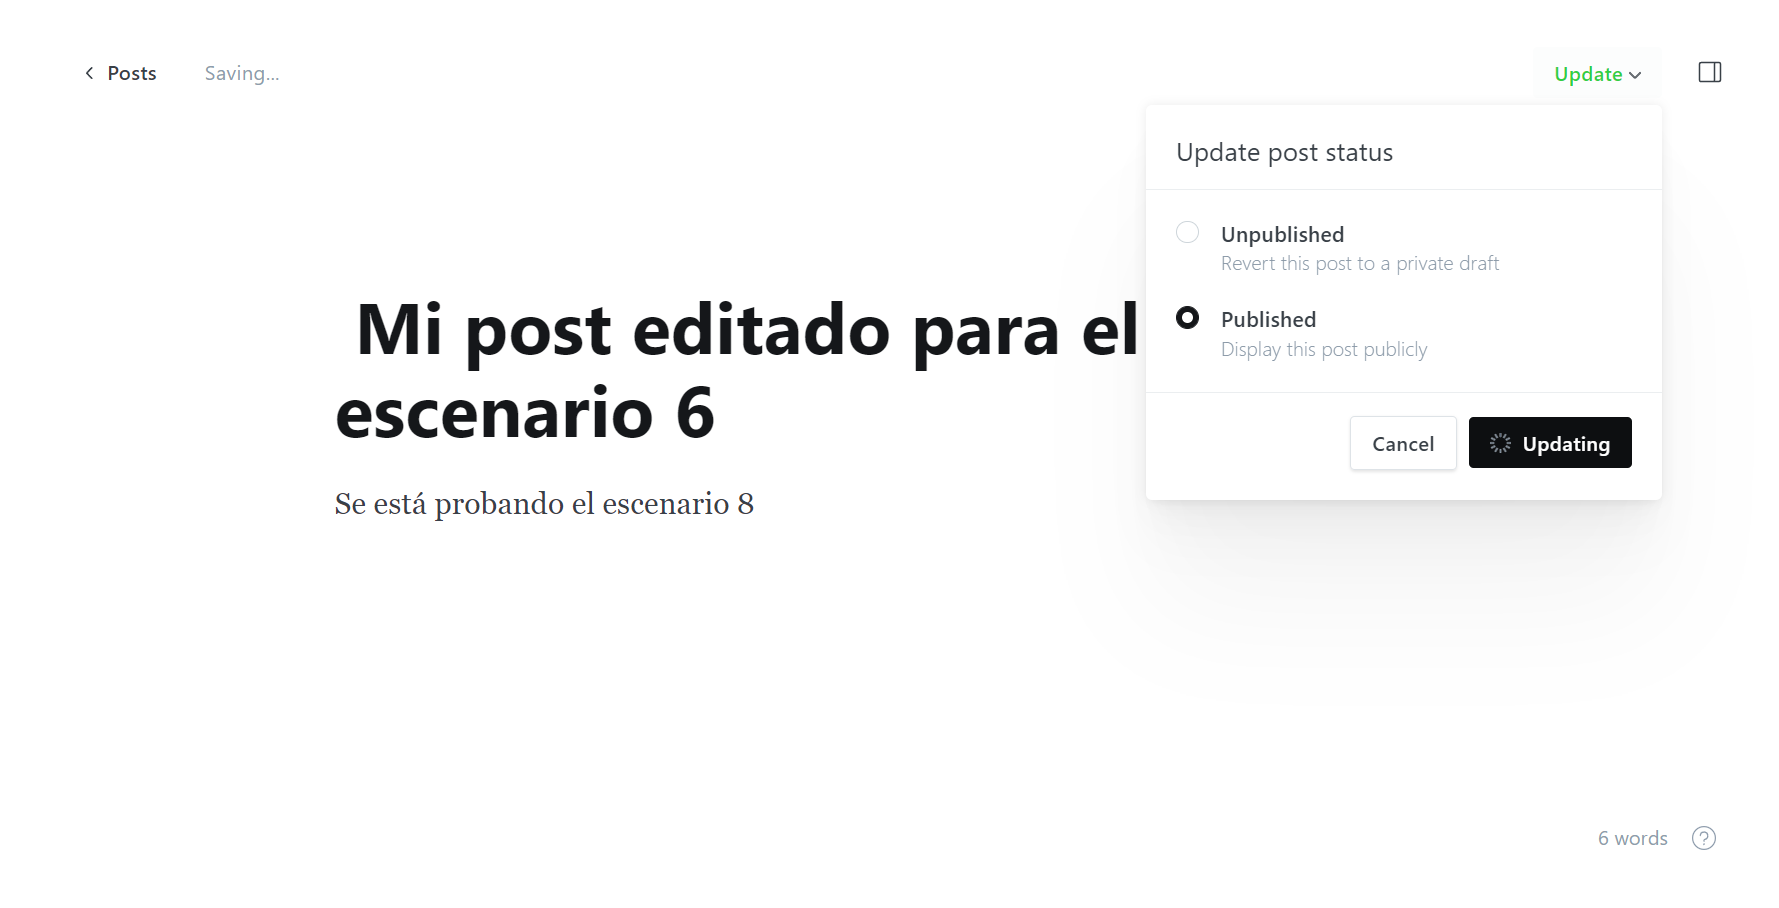 Posts
Saving...
Update
Update post status
Unpublished
Revert this post to a private draft
Published
Display this post publicly
Cancel
Updating
Mi post editado para el
escenario 6
Se está probando el escenario 8
6 words
?